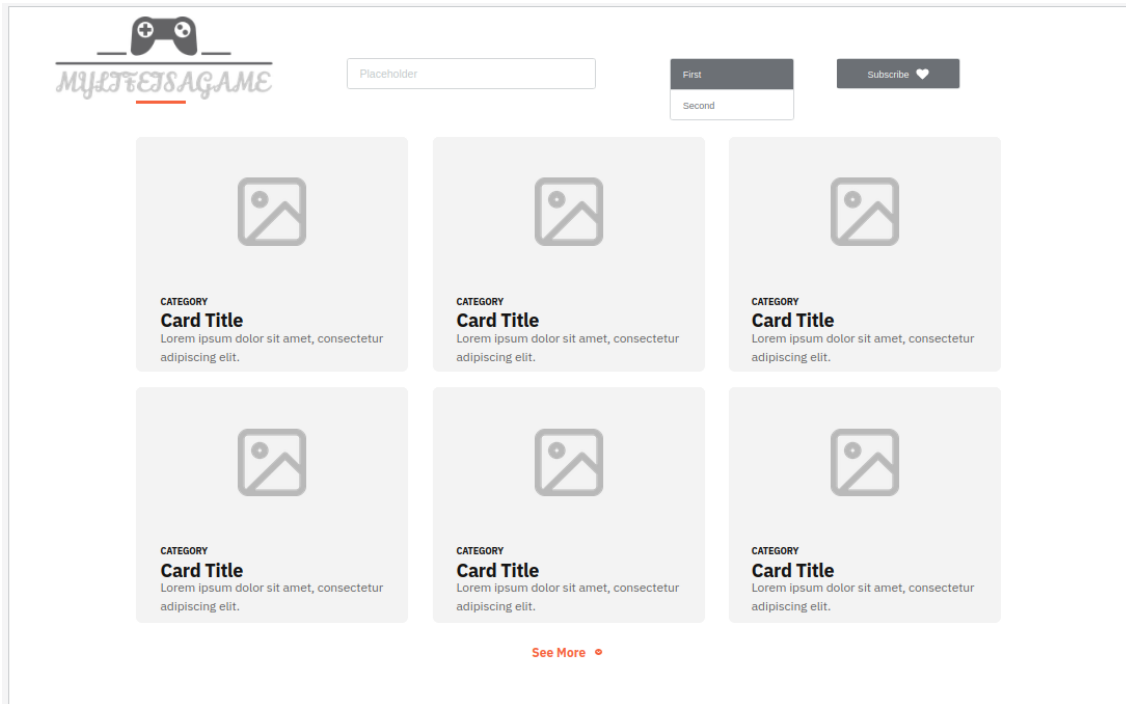 MYLIFEISAGAME
Placeholder
First
Second
Subscribe
CATEGORY
Card Title
Lorem ipsum dolor sit amet, consectetur
adipiscing elit.
CATEGORY
Card Title
Lorem ipsum dolor sit amet, consectetur
adipiscing elit.
CATEGORY
Card Title
Lorem ipsum dolor sit amet, consectetur
adipiscing elit.
CATEGORY
Card Title
Lorem ipsum dolor sit amet, consectetur
adipiscing elit.
CATEGORY
Card Title
Lorem ipsum dolor sit amet, consectetur
adipiscing elit.
CATEGORY
Card Title
Lorem ipsum dolor sit amet, consectetur
adipiscing elit.
See More